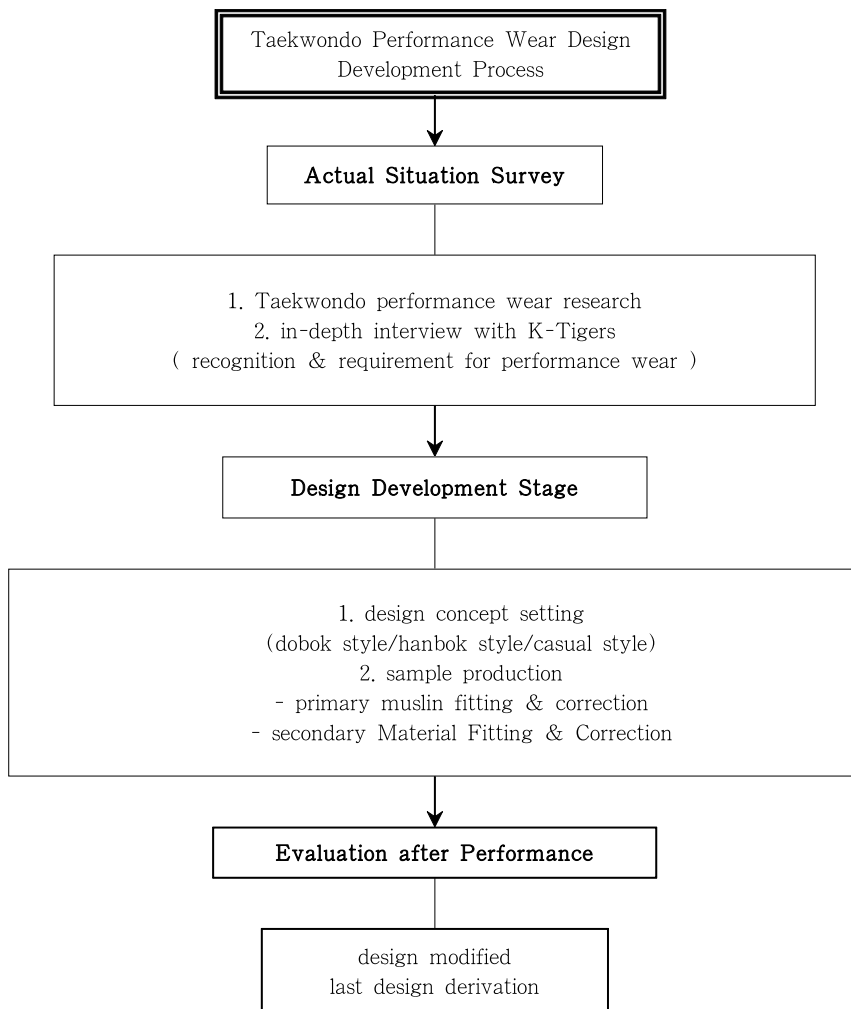 Taekwondo Performance Wear Design
Development Process
Actual Situation Survey
1. Taekwondo performance wear research
2. in-depth interview with K-Tigers
( recognition & requirement for performance wear )
Design Development Stage
1. design concept setting
(dobok style/hanbok style/casual style)
2. sample production
- primary muslin fitting & correction
- secondary Material Fitting & Correction
Evaluation after Performance
design modified
last design derivation